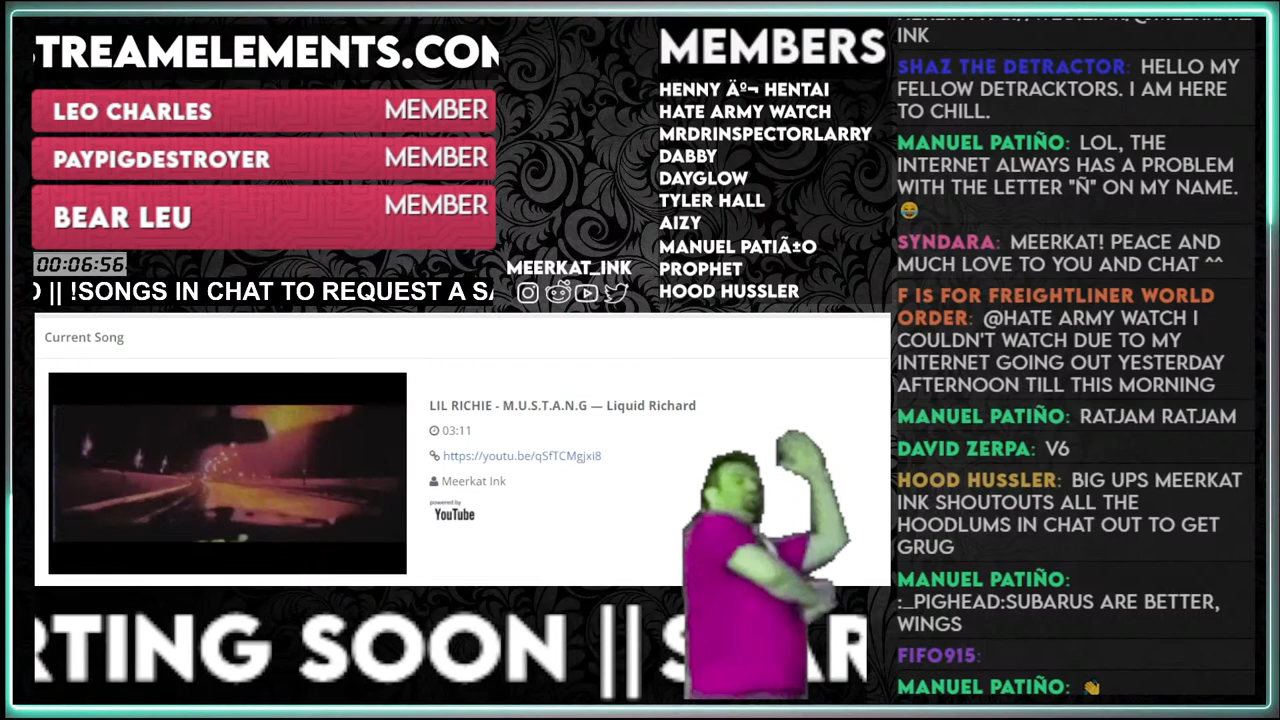 STREAMELEMENTS.COM
LEO CHARLES MEMBER
PAYPIGDESTROYER MEMBER
BEAR LEU MEMBER
00:06:56
D || !SONGS IN CHAT TO REQUEST A SA
MEERKAT_INK
MEMBERS
HENNY Äº¬ HENTAI
HATE ARMY WATCH
MRDRINSPECTORLARRY
DABBY
DAYGLOW
TYLER HALL
AIZY
MANUEL PATIÃ±O
PROPHET
HOOD HUSSLER
Current Song
LIL RICHIE - M.U.S.T.A.N.G — Liquid Richard
03:11
https://youtu.be/qSfTCMgjxi8
Meerkat Ink
powered by
YouTube
RTING SOON || S AR
INK
SHAZ THE DETRACTOR: HELLO MY
FELLOW DETRACKTORS. I AM HERE
TO CHILL.
MANUEL PATIÑO: LOL, THE
INTERNET ALWAYS HAS A PROBLEM
WITH THE LETTER "Ñ" ON MY NAME.
😂
SYNDARA: MEERKAT! PEACE AND
MUCH LOVE TO YOU AND CHAT ^^
F IS FOR FREIGHTLINER WORLD
ORDER: @HATE ARMY WATCH I
COULDN'T WATCH DUE TO MY
INTERNET GOING OUT YESTERDAY
AFTERNOON TILL THIS MORNING
MANUEL PATIÑO: RATJAM RATJAM
DAVID ZERPA: V6
HOOD HUSSLER: BIG UPS MEERKAT
INK SHOUTOUTS ALL THE
HOODLUMS IN CHAT OUT TO GET
GRUG
MANUEL PATIÑO:
:_PIGHEAD:SUBARUS ARE BETTER,
WINGS
FIFO915:
MANUEL PATIÑO: 👏